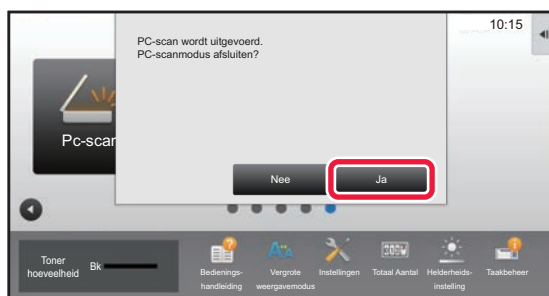 10:15
PC-scan wordt uitgevoerd.
PC-scanmodus afsluiten?
Pc-scan
Nee
Ja
Toner
hoeveelheid
Bk
Bedienings-
handleiding
Vergrote
weergavemodus
Instellingen
Totaal Aantal
Helderheids-
instelling
Taakbeheer